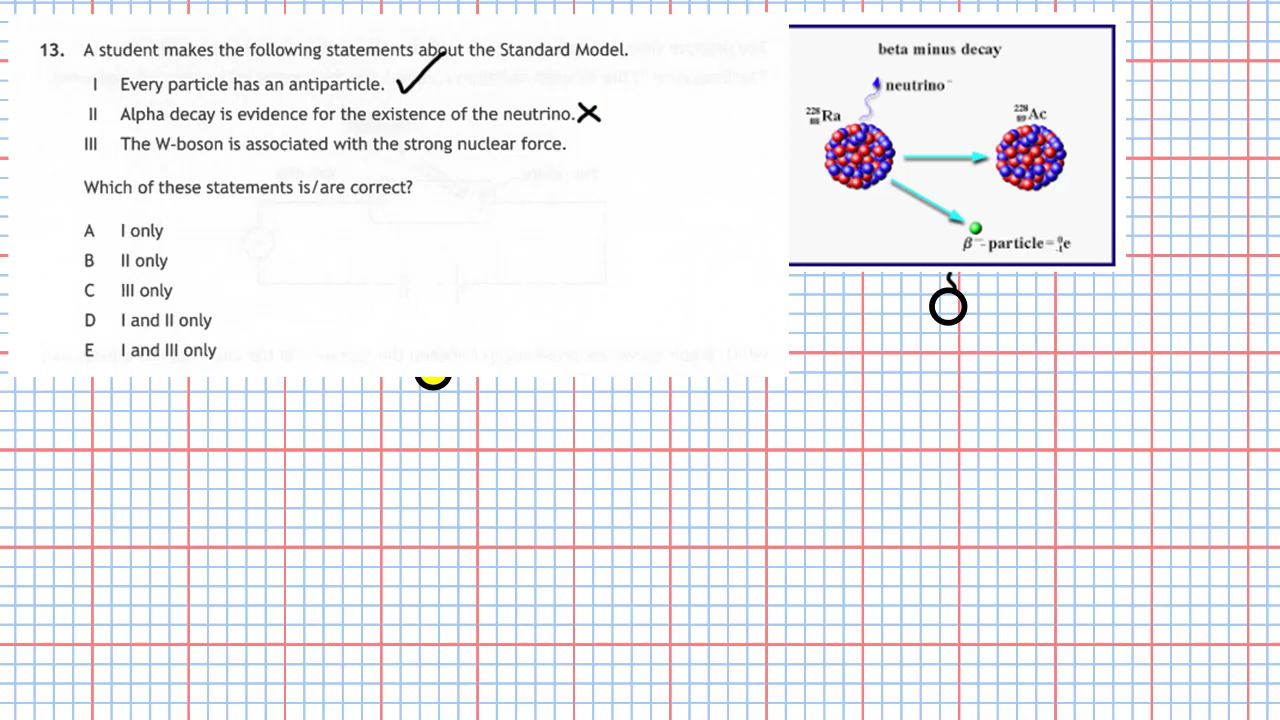 13. A student makes the following statements about the Standard Model.
I Every particle has an antiparticle.
II Alpha decay is evidence for the existence of the neutrino.
III The W-boson is associated with the strong nuclear force.
Which of these statements is/are correct?
A I only
B II only
C III only
D I and II only
E I and III only
beta minus decay
neutrino⁻
²²⁸₈₈Ra
²²⁸₈₉Ac
β⁻-particle=⁰₋₁e